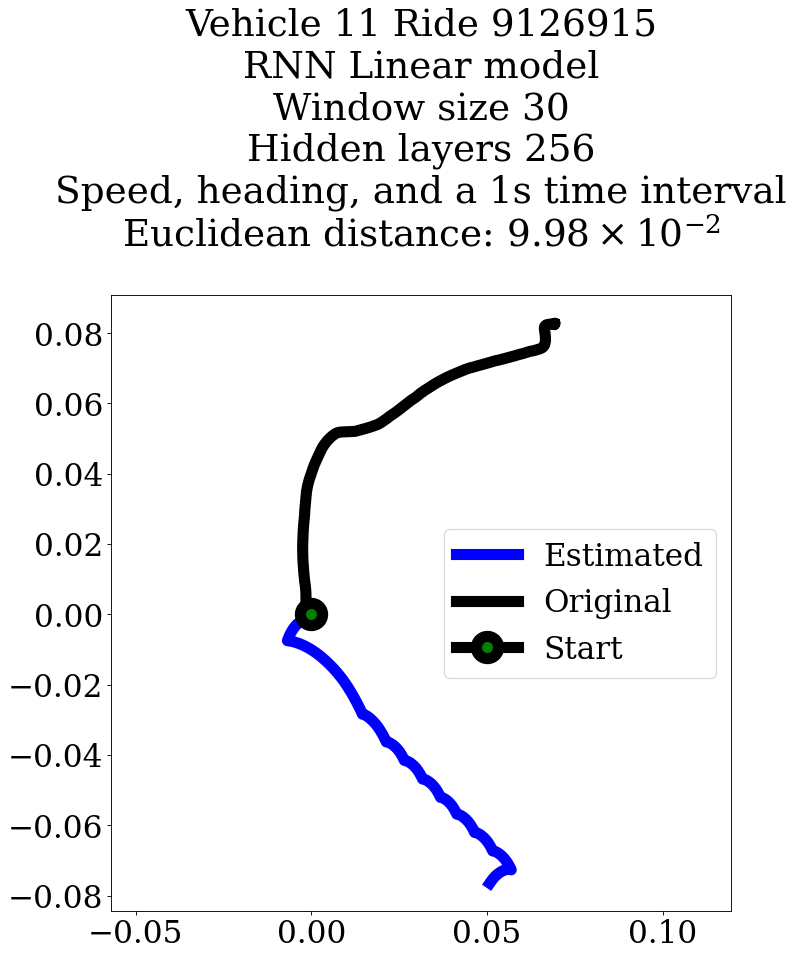 Vehicle 11 Ride 9126915
RNN Linear model
Window size 30
Hidden layers 256
Speed, heading, and a 1s time interval
Euclidean distance: 9.98 × 10⁻²
0.08
0.06
0.04
0.02
0.00
−0.02
−0.04
−0.06
−0.08
Estimated
Original
Start
−0.05
0.00
0.05
0.10